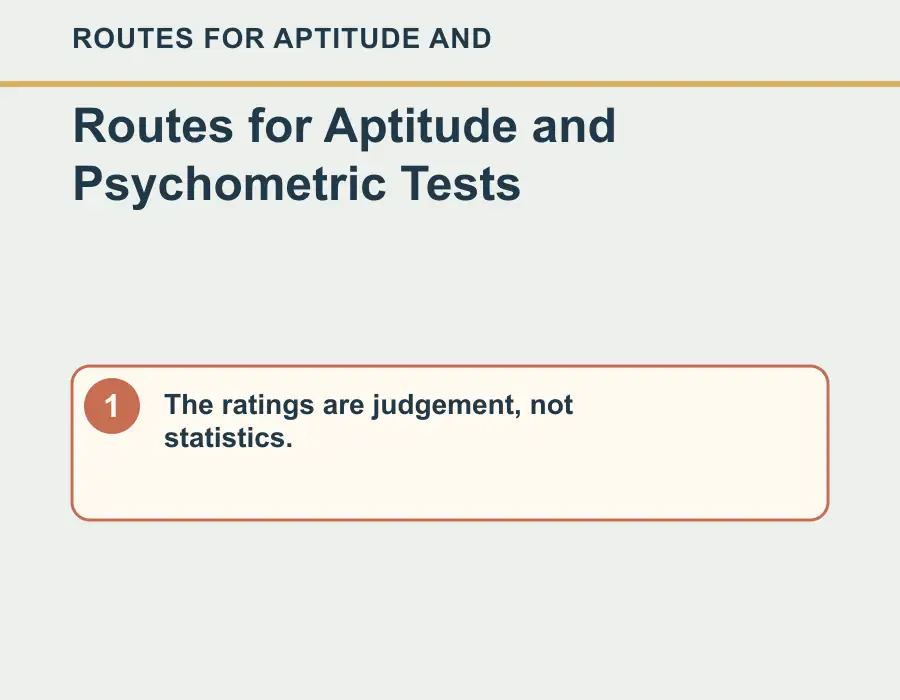 ROUTES FOR APTITUDE AND
Routes for Aptitude and
Psychometric Tests
1
The ratings are judgement, not
statistics.